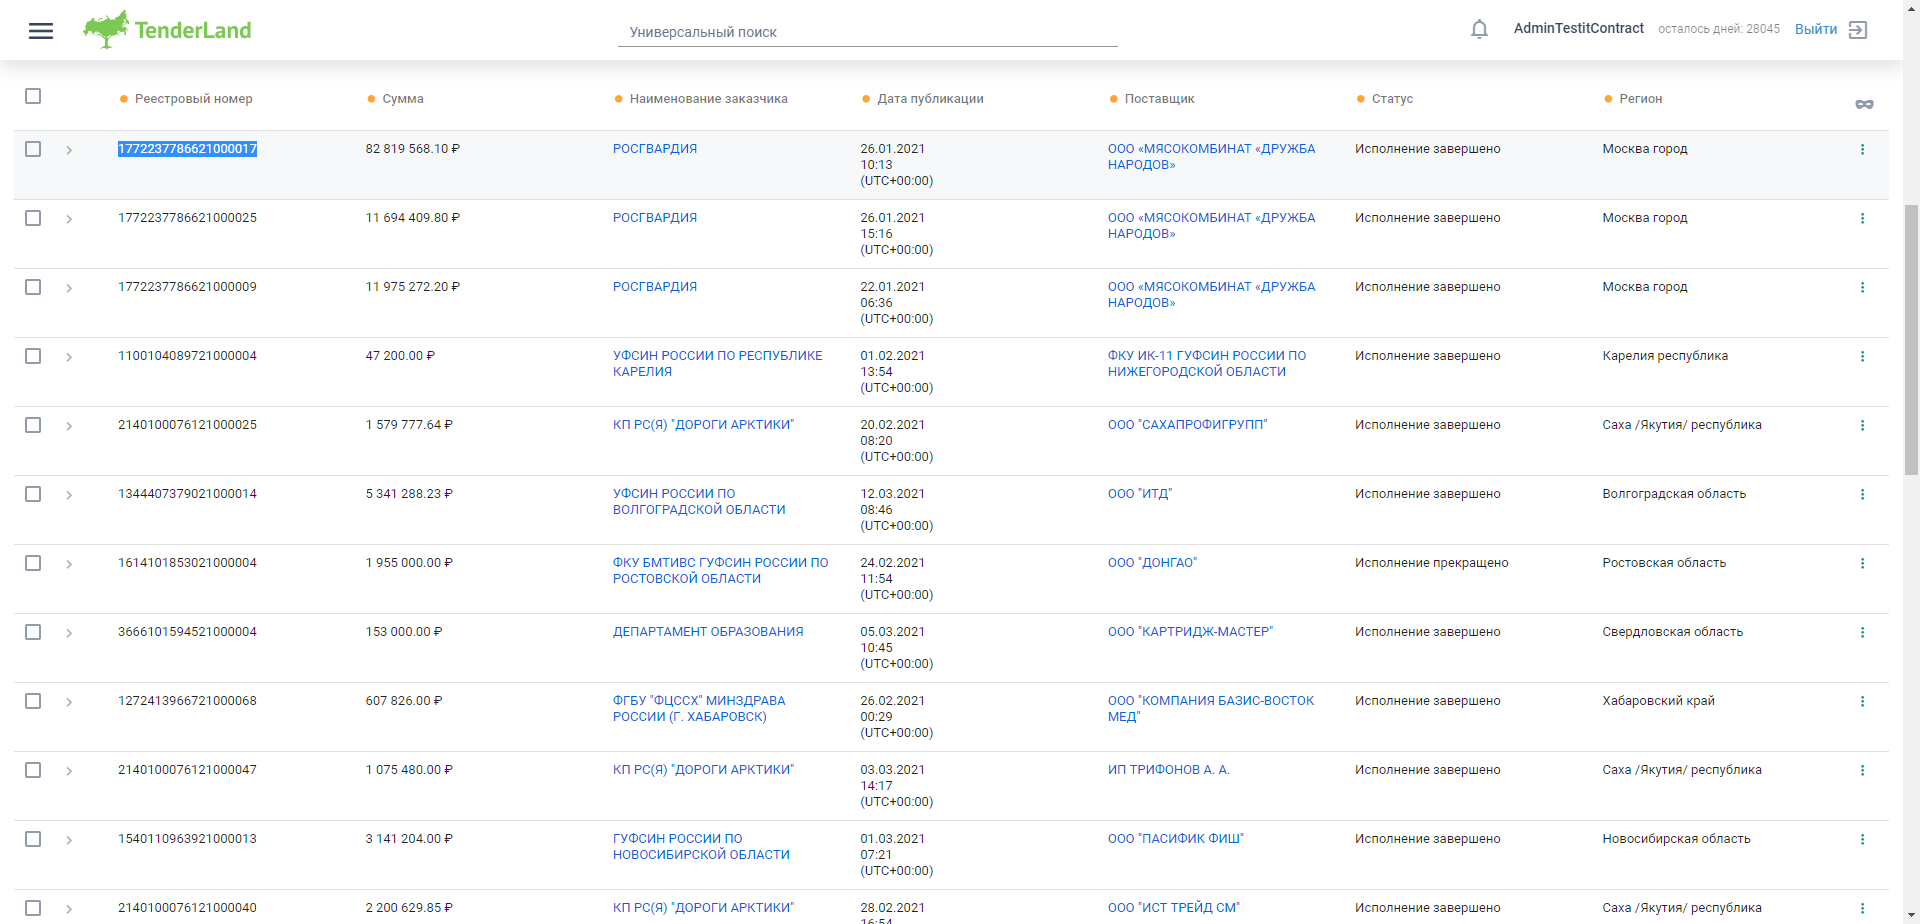 TenderLand
Универсальный поиск
AdminTestitContract осталось дней: 28045 Выйти
Реестровый номер Сумма Наименование заказчика Дата публикации Поставщик Статус Регион
1772237786621000017 82 819 568.10 ₽ РОСГВАРДИЯ 26.01.2021 ООО «МЯСОКОМБИНАТ «ДРУЖБА Исполнение завершено Москва город
10:13 НАРОДОВ»
(UTC+00:00)
1772237786621000025 11 694 409.80 ₽ РОСГВАРДИЯ 26.01.2021 ООО «МЯСОКОМБИНАТ «ДРУЖБА Исполнение завершено Москва город
15:16 НАРОДОВ»
(UTC+00:00)
1772237786621000009 11 975 272.20 ₽ РОСГВАРДИЯ 22.01.2021 ООО «МЯСОКОМБИНАТ «ДРУЖБА Исполнение завершено Москва город
06:36 НАРОДОВ»
(UTC+00:00)
1100104089721000004 47 200.00 ₽ УФСИН РОССИИ ПО РЕСПУБЛИКЕ 01.02.2021 ФКУ ИК-11 ГУФСИН РОССИИ ПО Исполнение завершено Карелия республика
КАРЕЛИЯ 13:54 НИЖЕГОРОДСКОЙ ОБЛАСТИ
(UTC+00:00)
2140100076121000025 1 579 777.64 ₽ КП РС(Я) "ДОРОГИ АРКТИКИ" 20.02.2021 ООО "САХАПРОФИГРУПП" Исполнение завершено Саха /Якутия/ республика
08:20
(UTC+00:00)
1344407379021000014 5 341 288.23 ₽ УФСИН РОССИИ ПО 12.03.2021 ООО "ИТД" Исполнение завершено Волгоградская область
ВОЛГОГРАДСКОЙ ОБЛАСТИ 08:46
(UTC+00:00)
1614101853021000004 1 955 000.00 ₽ ФКУ БМТИВС ГУФСИН РОССИИ ПО 24.02.2021 ООО "ДОНГАО" Исполнение прекращено Ростовская область
РОСТОВСКОЙ ОБЛАСТИ 11:54
(UTC+00:00)
3666101594521000004 153 000.00 ₽ ДЕПАРТАМЕНТ ОБРАЗОВАНИЯ 05.03.2021 ООО "КАРТРИДЖ-МАСТЕР" Исполнение завершено Свердловская область
10:45
(UTC+00:00)
1272413966721000068 607 826.00 ₽ ФГБУ "ФЦССХ" МИНЗДРАВА 26.02.2021 ООО "КОМПАНИЯ БАЗИС-ВОСТОК Исполнение завершено Хабаровский край
РОССИИ (Г. ХАБАРОВСК) 00:29 МЕД"
(UTC+00:00)
2140100076121000047 1 075 480.00 ₽ КП РС(Я) "ДОРОГИ АРКТИКИ" 03.03.2021 ИП ТРИФОНОВ А. А. Исполнение завершено Саха /Якутия/ республика
14:17
(UTC+00:00)
1540110963921000013 3 141 204.00 ₽ ГУФСИН РОССИИ ПО 01.03.2021 ООО "ПАСИФИК ФИШ" Исполнение завершено Новосибирская область
НОВОСИБИРСКОЙ ОБЛАСТИ 07:21
(UTC+00:00)
2140100076121000040 2 200 629.85 ₽ КП РС(Я) "ДОРОГИ АРКТИКИ" 28.02.2021 ООО "ИСТ ТРЕЙД СМ" Исполнение завершено Саха /Якутия/ республика
16:54